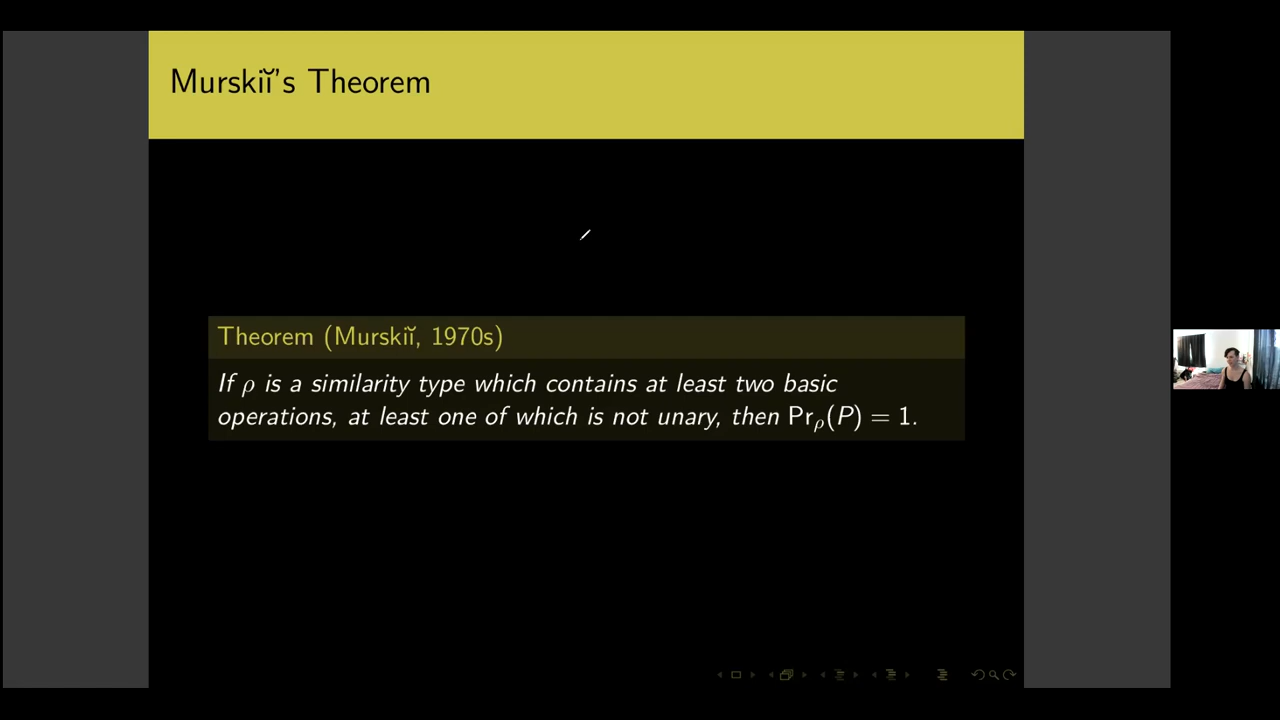 Murskiĭ's Theorem
Theorem (Murskiĭ, 1970s)
If ρ is a similarity type which contains at least two basic
operations, at least one of which is not unary, then Prρ(P) = 1.